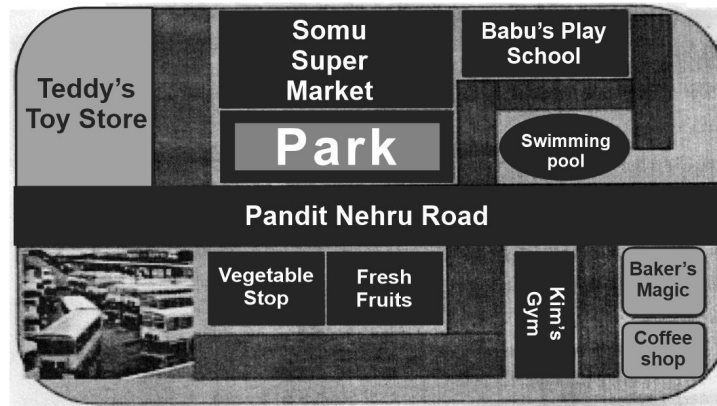 Teddy's
Toy Store
Somu
Super
Market
Babu's Play
School
Park
Swimming
pool
Pandit Nehru Road
Vegetable
Stop
Fresh
Fruits
Kim's
Gym
Baker's
Magic
Coffee
shop